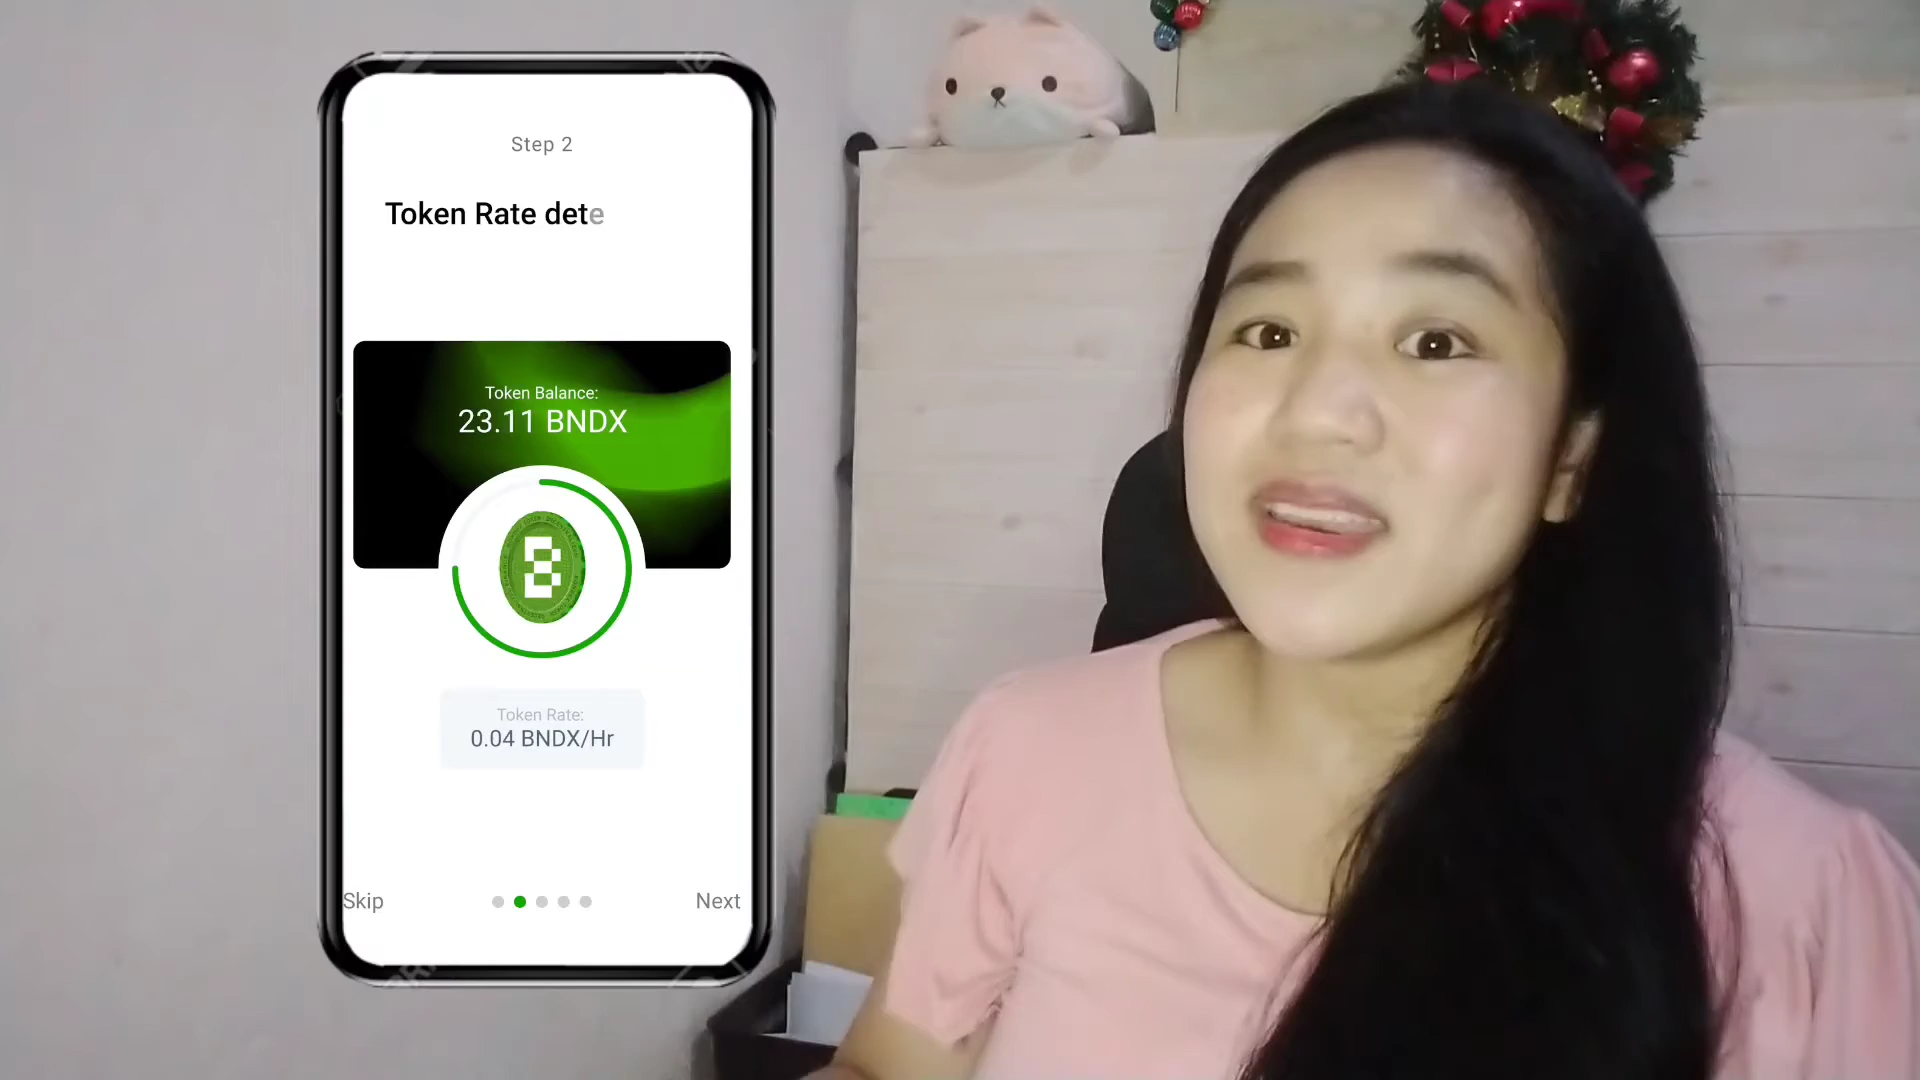 Step 2
Token Rate dete
Token Balance:
23.11 BNDX
Token Rate:
0.04 BNDX/Hr
Skip
Next